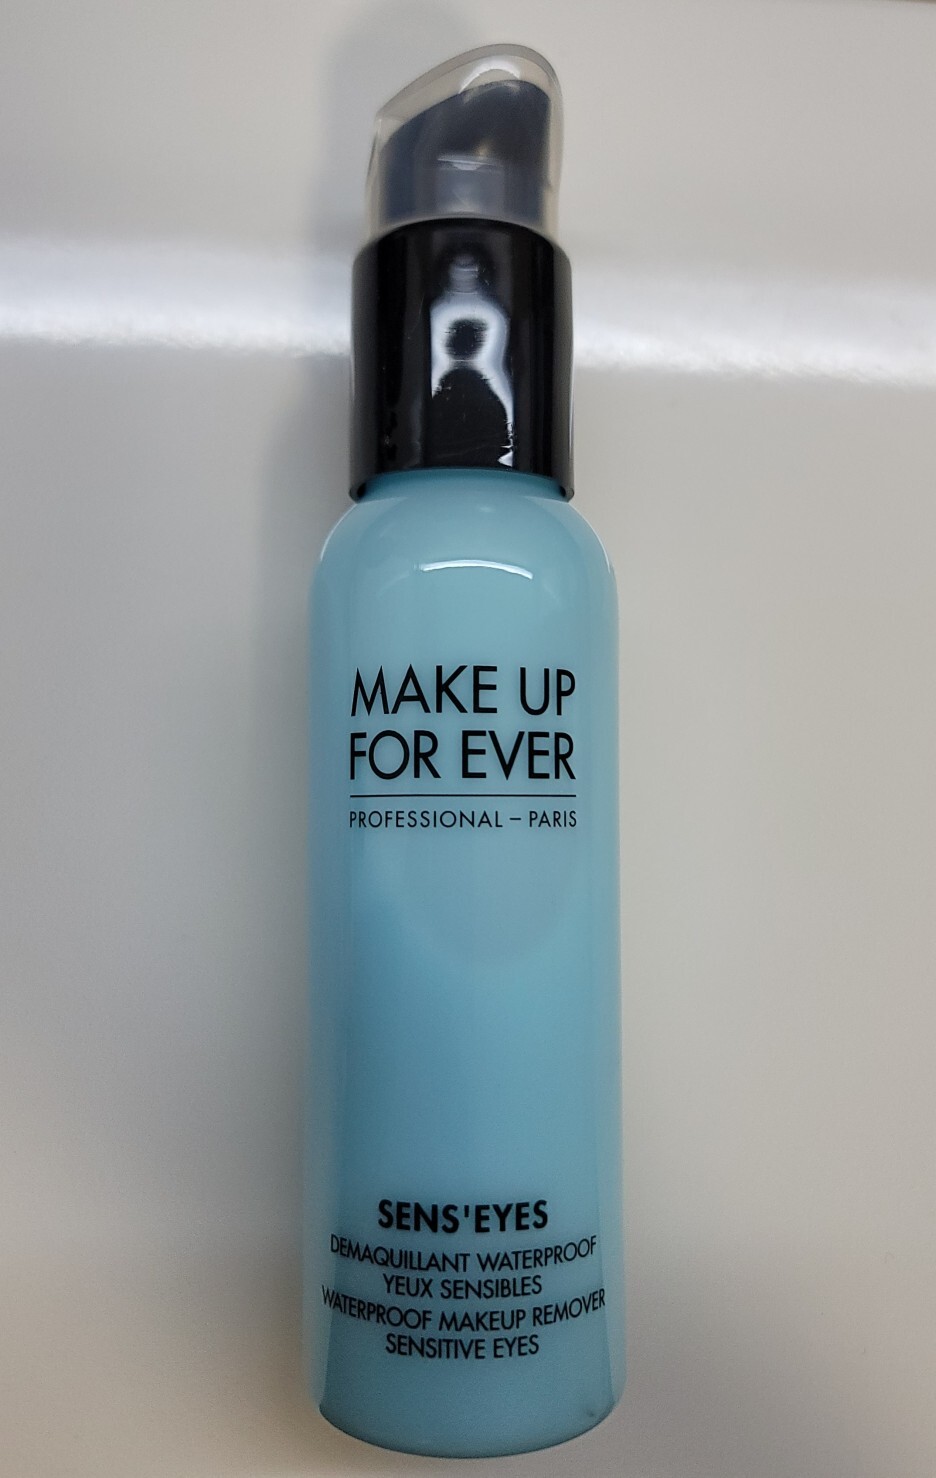 MAKE UP
FOR EVER
PROFESSIONAL – PARIS
SENS'EYES
DEMAQUILLANT WATERPROOF
YEUX SENSIBLES
WATERPROOF MAKEUP REMOVER
SENSITIVE EYES